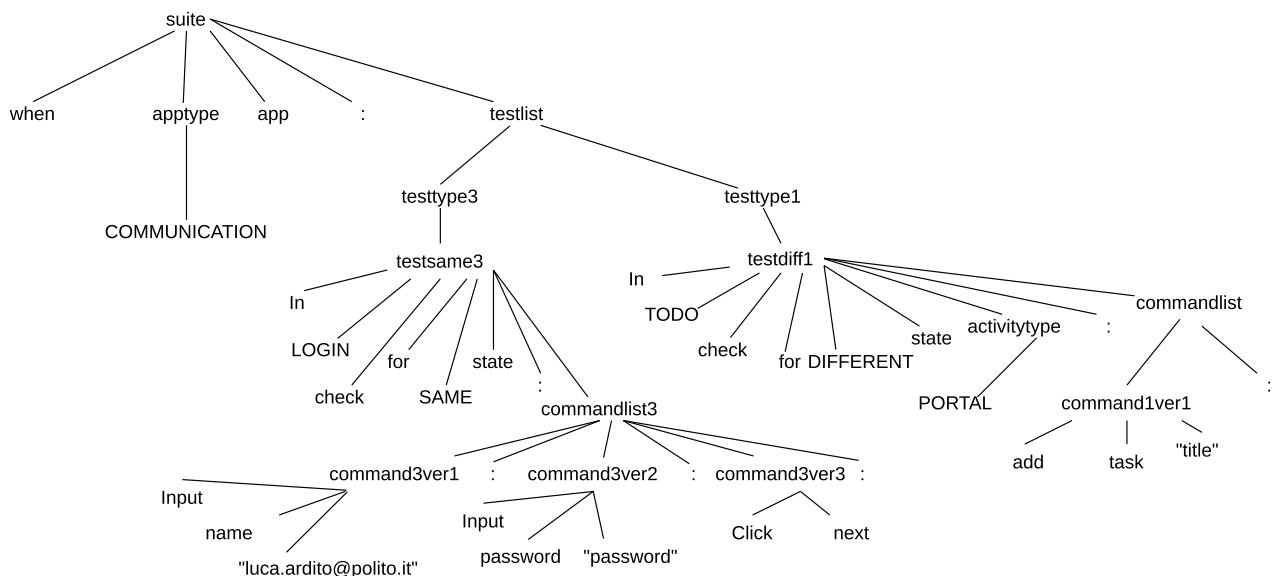 suite
when apptype app : testlist
testtype3 testtype1
COMMUNICATION
testsame3 testdiff1
In
In commandlist
TODO activitytype :
state
LOGIN check
for state for DIFFERENT
: :
check SAME PORTAL command1ver1
commandlist3
"title"
add task
command3ver1 : command3ver2 : command3ver3 :
Input
Input
name Click next
password "password"
"luca.ardito@polito.it"